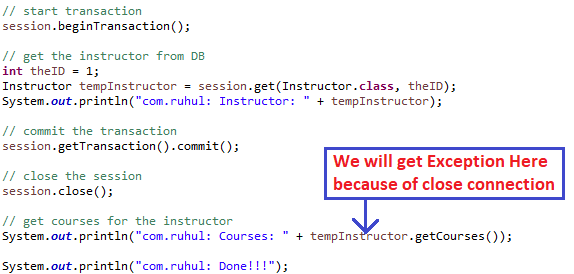 // start transaction
session.beginTransaction();
// get the instructor from DB
int theID = 1;
Instructor tempInstructor = session.get(Instructor.class, theID);
System.out.println("com.ruhul: Instructor: " + tempInstructor);
// commit the transaction
session.getTransaction().commit();
// close the session
session.close();
We will get Exception Here
because of close connection
// get courses for the instructor
System.out.println("com.ruhul: Courses: " + tempInstructor.getCourses());
System.out.println("com.ruhul: Done!!!");